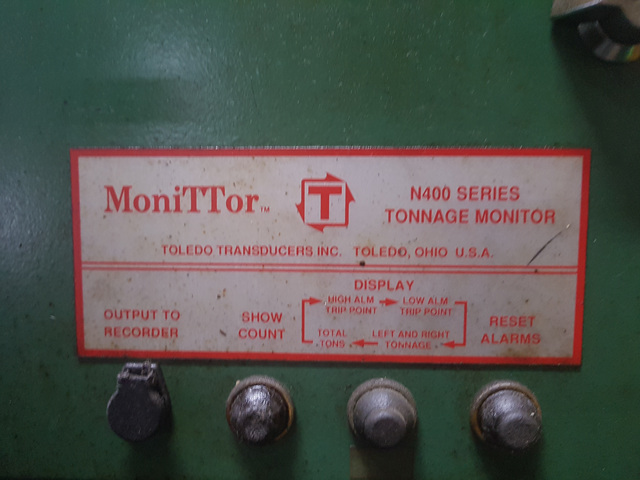 MoniTTor™
T
N400 SERIES
TONNAGE MONITOR
TOLEDO TRANSDUCERS INC. TOLEDO, OHIO U.S.A.
OUTPUT TO
RECORDER
SHOW
COUNT
DISPLAY
HIGH ALM
TRIP POINT
LOW ALM
TRIP POINT
LEFT AND RIGHT
TONNAGE
TOTAL
TONS
RESET
ALARMS